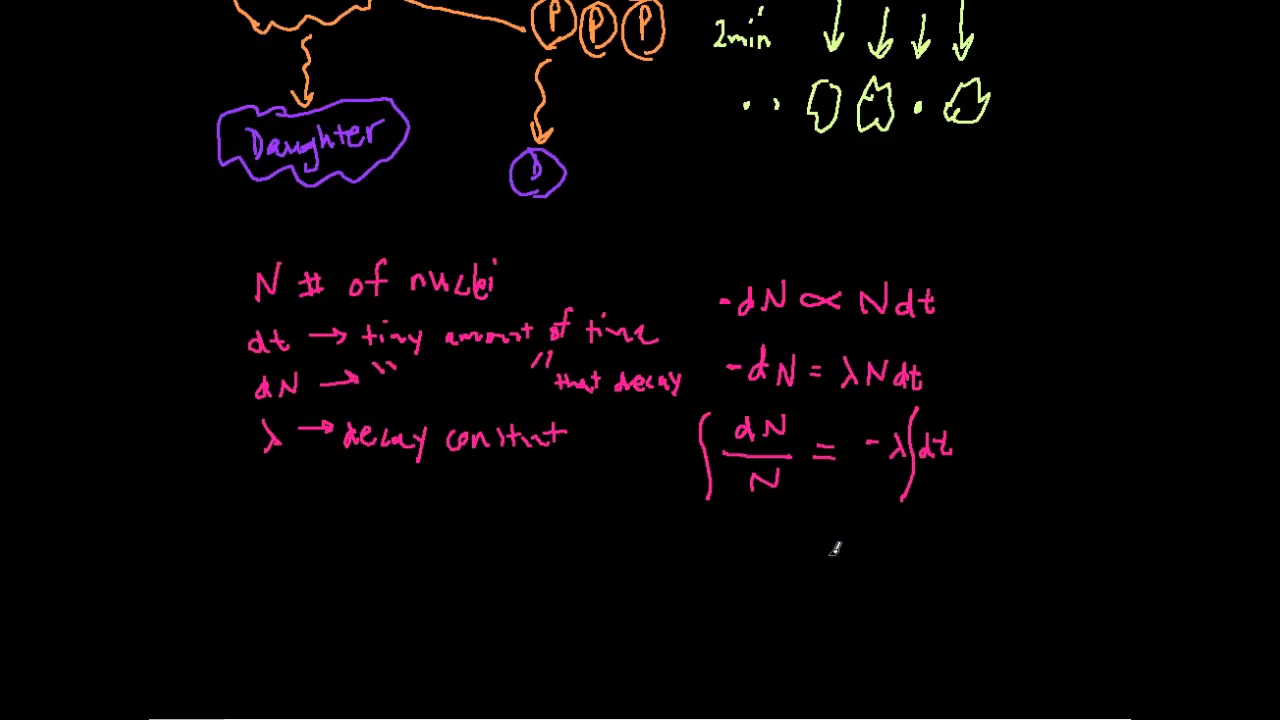 P P P
2min
Daughter
D
N # of nuclei
dt → tiny amount of time
dN → " " that decay
λ → decay constant
-dN ∝ Ndt
-dN = λNdt
∫ dN/N = -λ∫dt